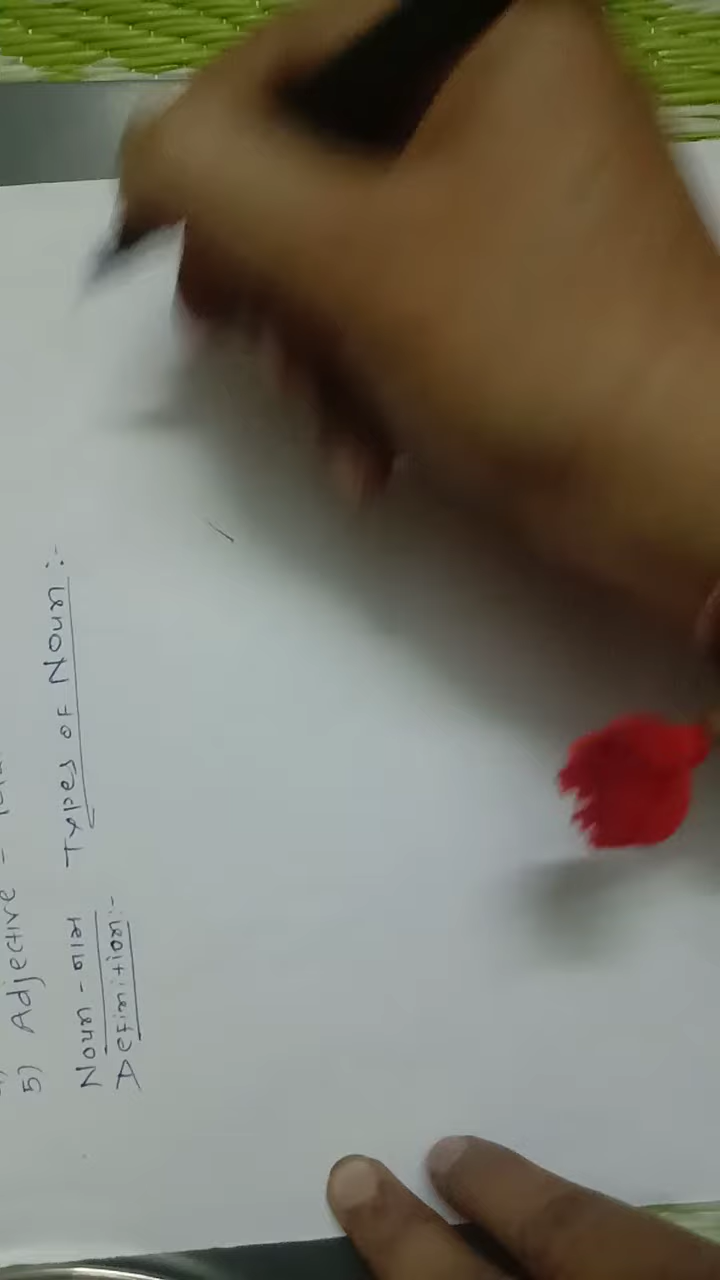 5) Adjective -
Noun - નામ Types of Noun :-
Definition:-